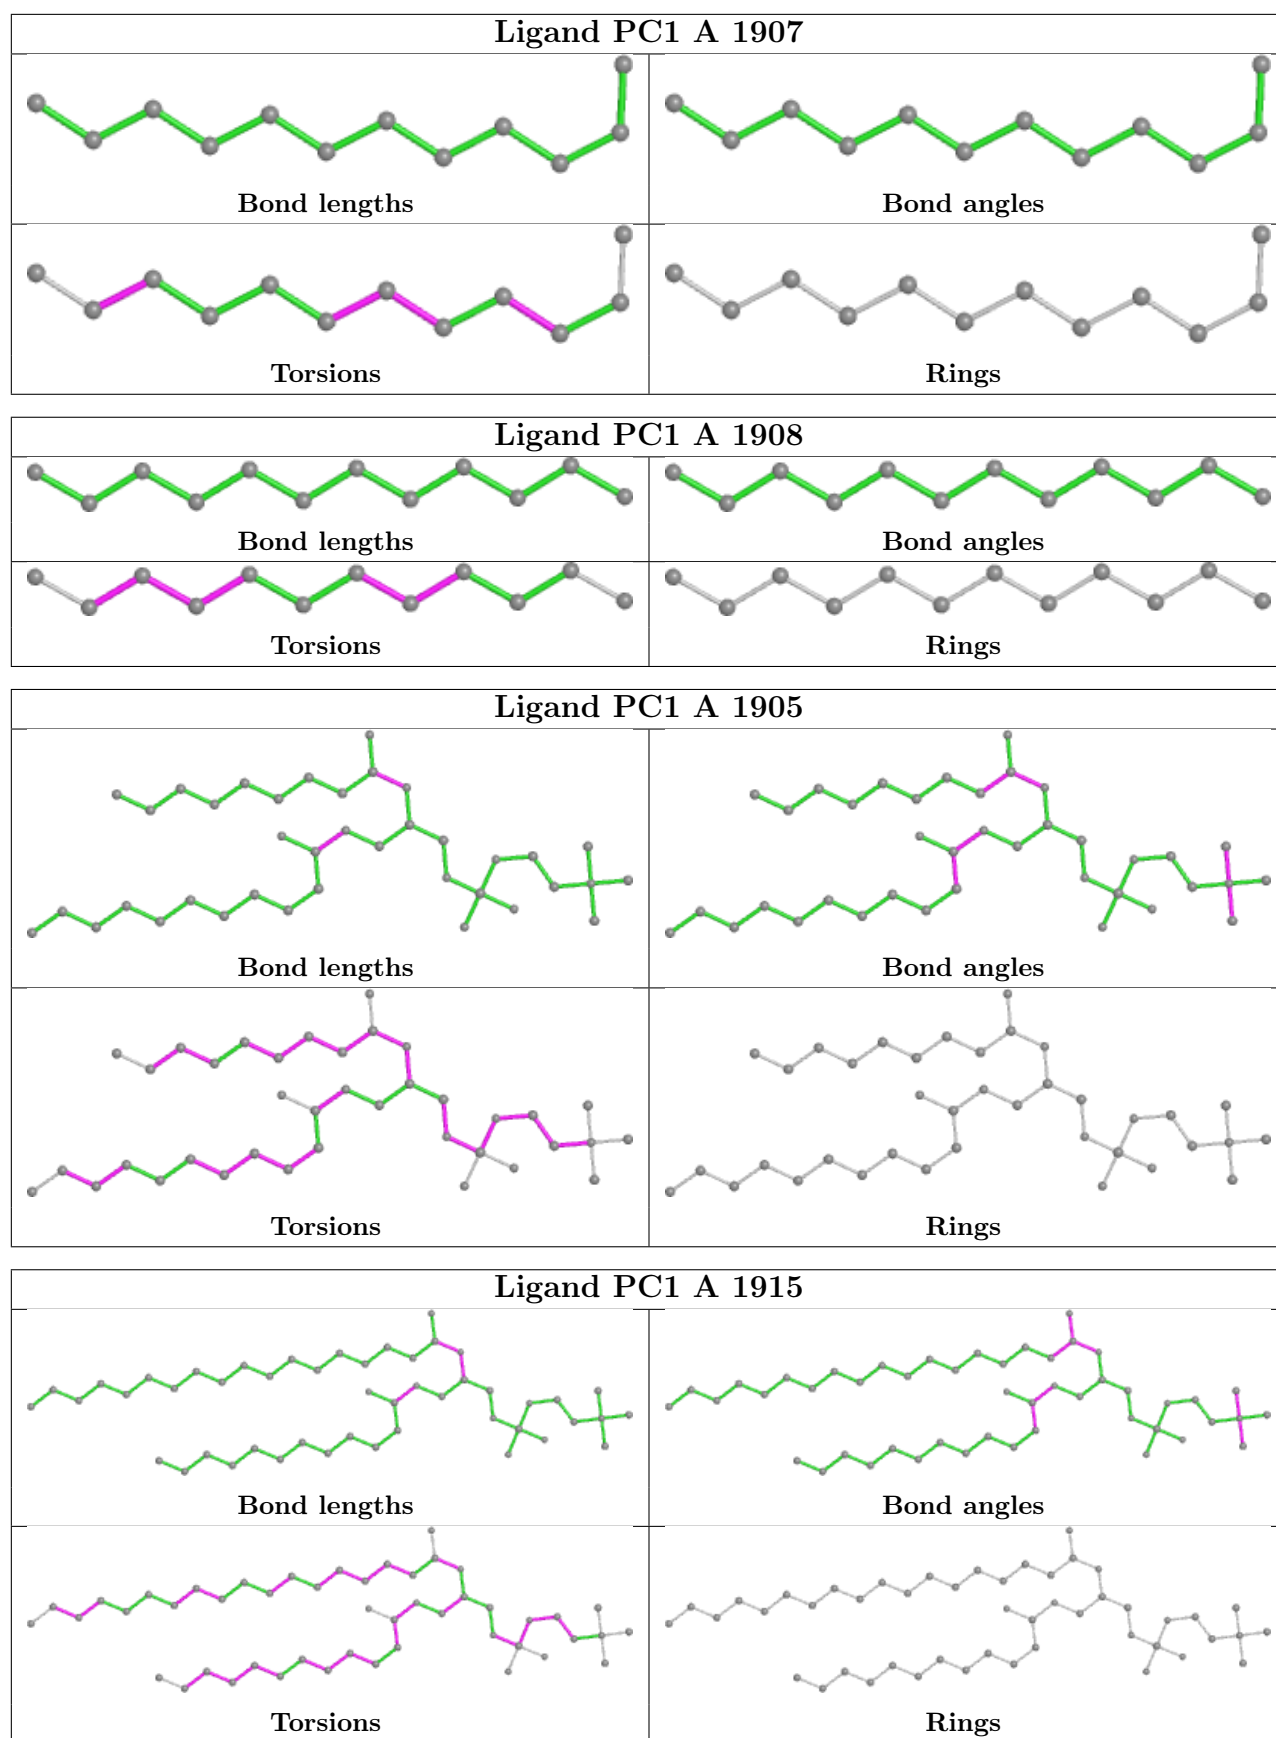 Ligand PC1 A 1907
Bond lengths
Bond angles
Torsions
Rings
Ligand PC1 A 1908
Bond lengths
Bond angles
Torsions
Rings
Ligand PC1 A 1905
Bond lengths
Bond angles
Torsions
Rings
Ligand PC1 A 1915
Bond lengths
Bond angles
Torsions
Rings